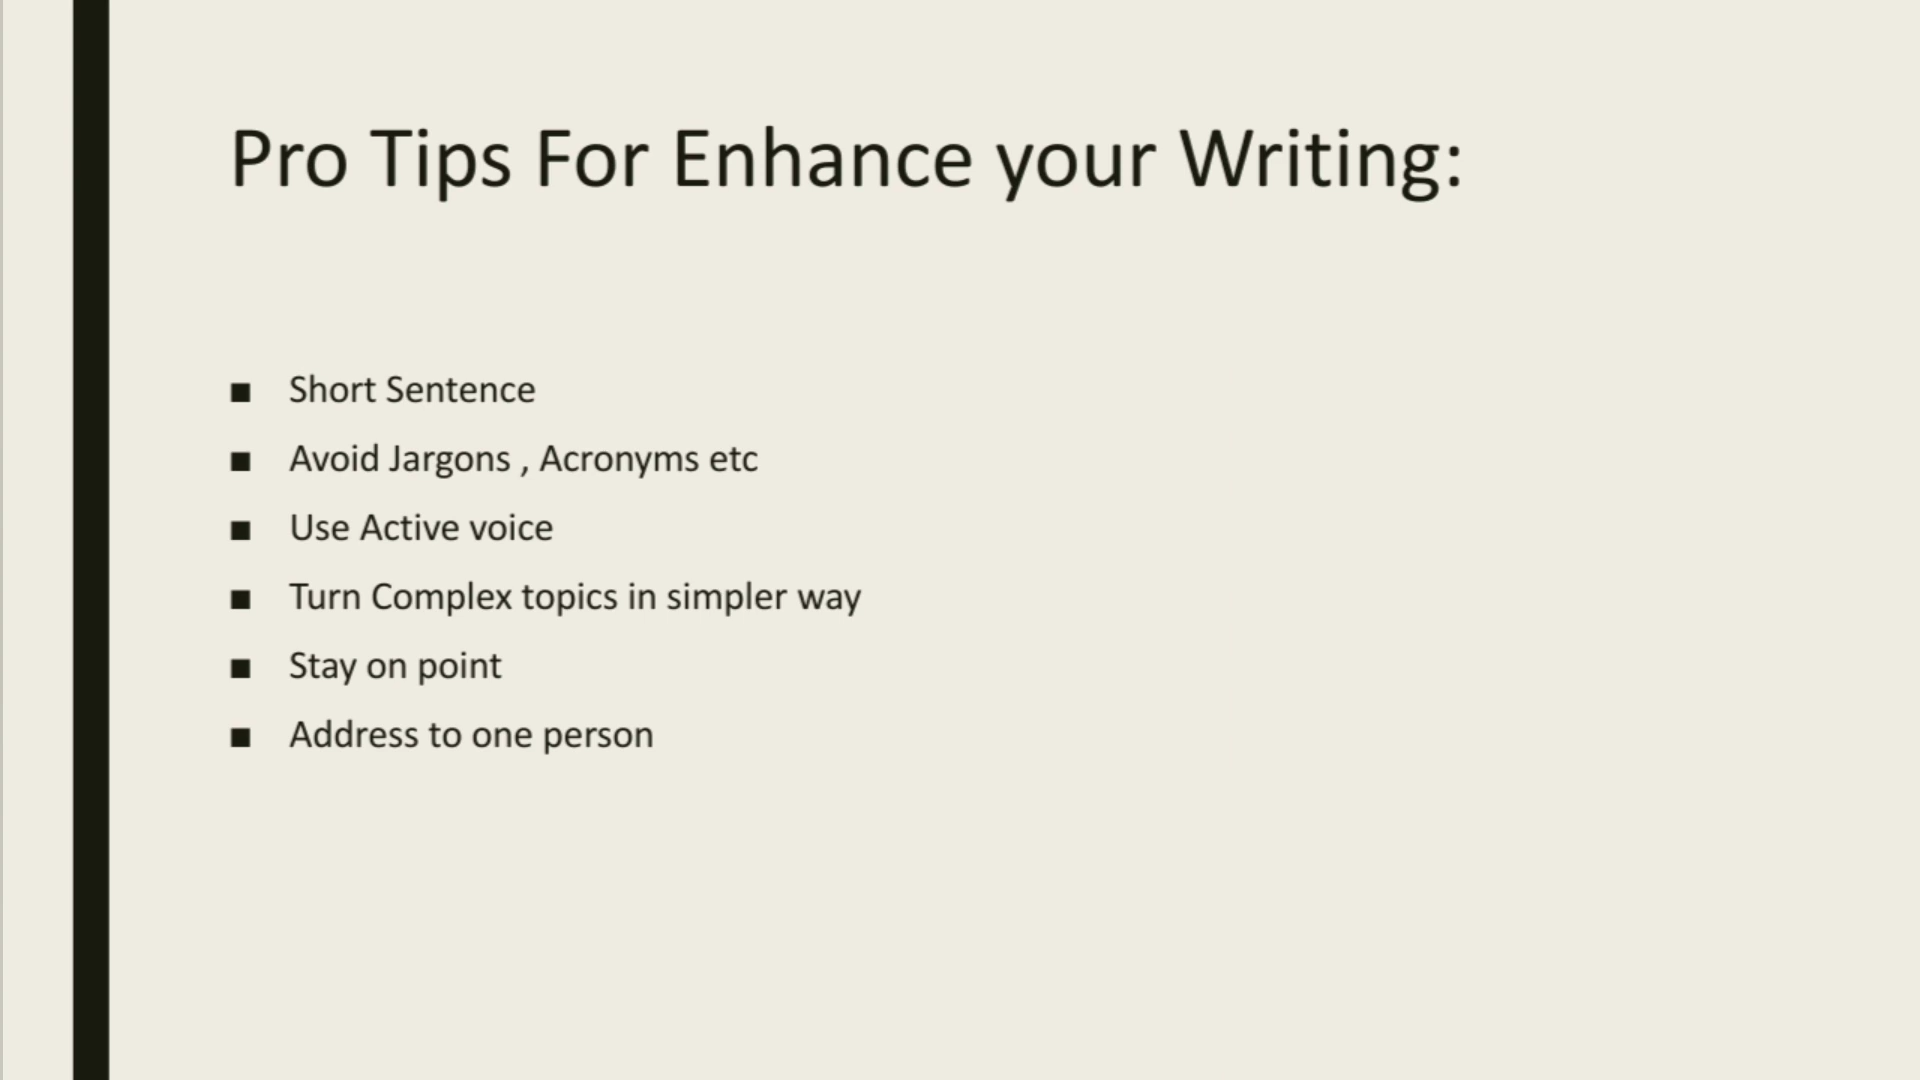 Pro Tips For Enhance your Writing:
■ Short Sentence
■ Avoid Jargons , Acronyms etc
■ Use Active voice
■ Turn Complex topics in simpler way
■ Stay on point
■ Address to one person